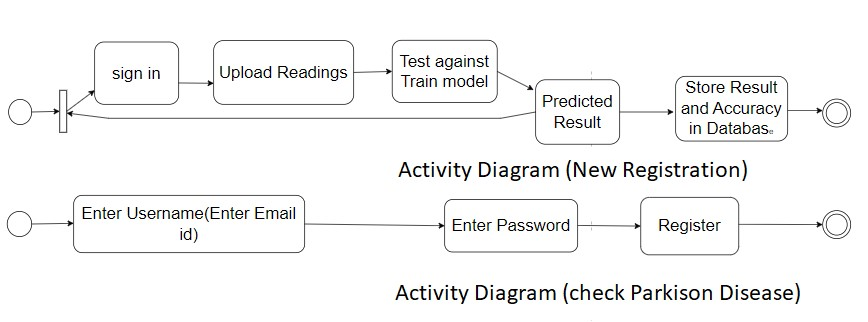 sign in
Upload Readings
Test against
Train model
Predicted
Result
Store Result
and Accuracy
in Database
Activity Diagram (New Registration)
Enter Username(Enter Email
id)
Enter Password
Register
Activity Diagram (check Parkison Disease)